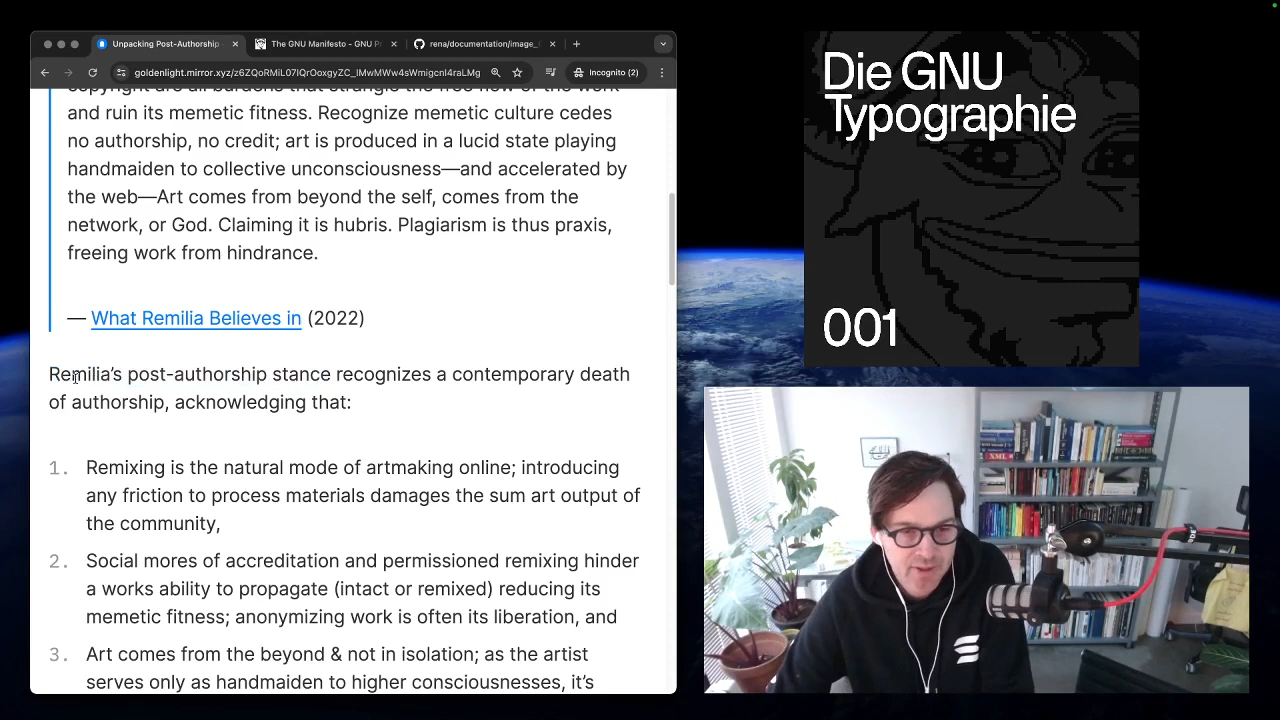 Unpacking Post-Authorship
The GNU Manifesto - GNU P
rena/documentation/image_
Incognito (2)
and ruin its memetic fitness. Recognize memetic culture cedes
no authorship, no credit; art is produced in a lucid state playing
handmaiden to collective unconsciousness—and accelerated by
the web—Art comes from beyond the self, comes from the
network, or God. Claiming it is hubris. Plagiarism is thus praxis,
freeing work from hindrance.
— What Remilia Believes in (2022)
Remilia's post-authorship stance recognizes a contemporary death
of authorship, acknowledging that:
1. Remixing is the natural mode of artmaking online; introducing
any friction to process materials damages the sum art output of
the community,
2. Social mores of accreditation and permissioned remixing hinder
a works ability to propagate (intact or remixed) reducing its
memetic fitness; anonymizing work is often its liberation, and
3. Art comes from the beyond & not in isolation; as the artist
serves only as handmaiden to higher consciousnesses, it's
Die GNU
Typographie
001
XML